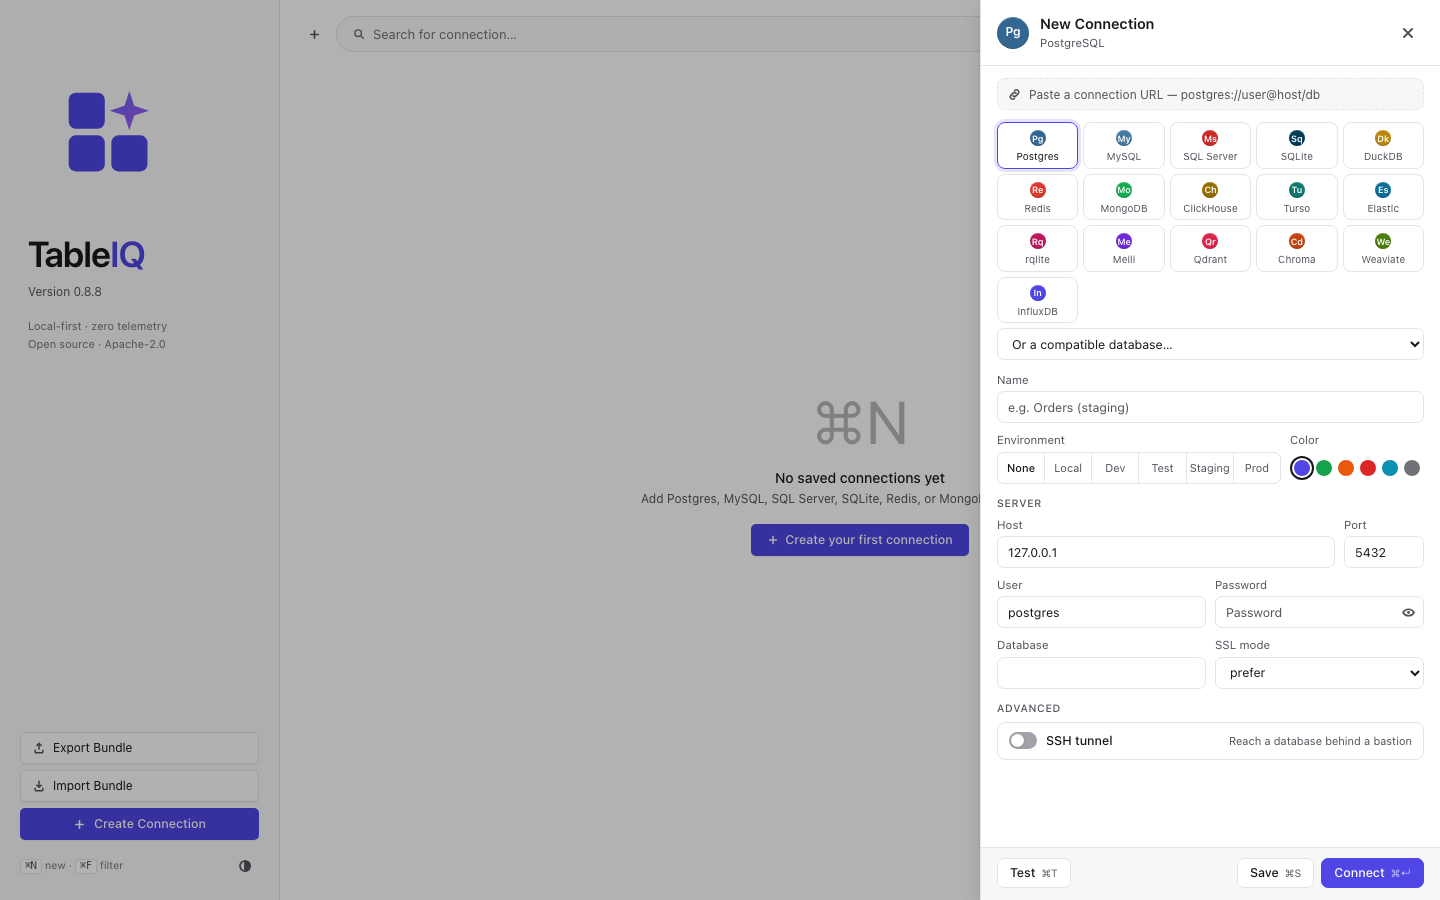 TableIQ
Version 0.8.8
Local-first · zero telemetry
Open source · Apache-2.0
Export Bundle
Import Bundle
+ Create Connection
⌘N new · ⌘F filter
+
Search for connection...
⌘N
No saved connections yet
Add Postgres, MySQL, SQL Server, SQLite, Redis, or
+ Create your first connection
Pg
New Connection
PostgreSQL
Paste a connection URL — postgres://user@host/db
Pg My Ms Sq Dk
Postgres MySQL SQL Server SQLite DuckDB
Re Mo Ch Tu Es
Redis MongoDB ClickHouse Turso Elastic
Rq Me Qr Cd We
rqlite Meili Qdrant Chroma Weaviate
In
InfluxDB
Or a compatible database...
Name
e.g. Orders (staging)
Environment Color
None Local Dev Test Staging Prod
SERVER
Host Port
127.0.0.1 5432
User Password
postgres Password
Database SSL mode
prefer
ADVANCED
SSH tunnel Reach a database behind a bastion
Test ⌘T Save ⌘S Connect ⌘↵